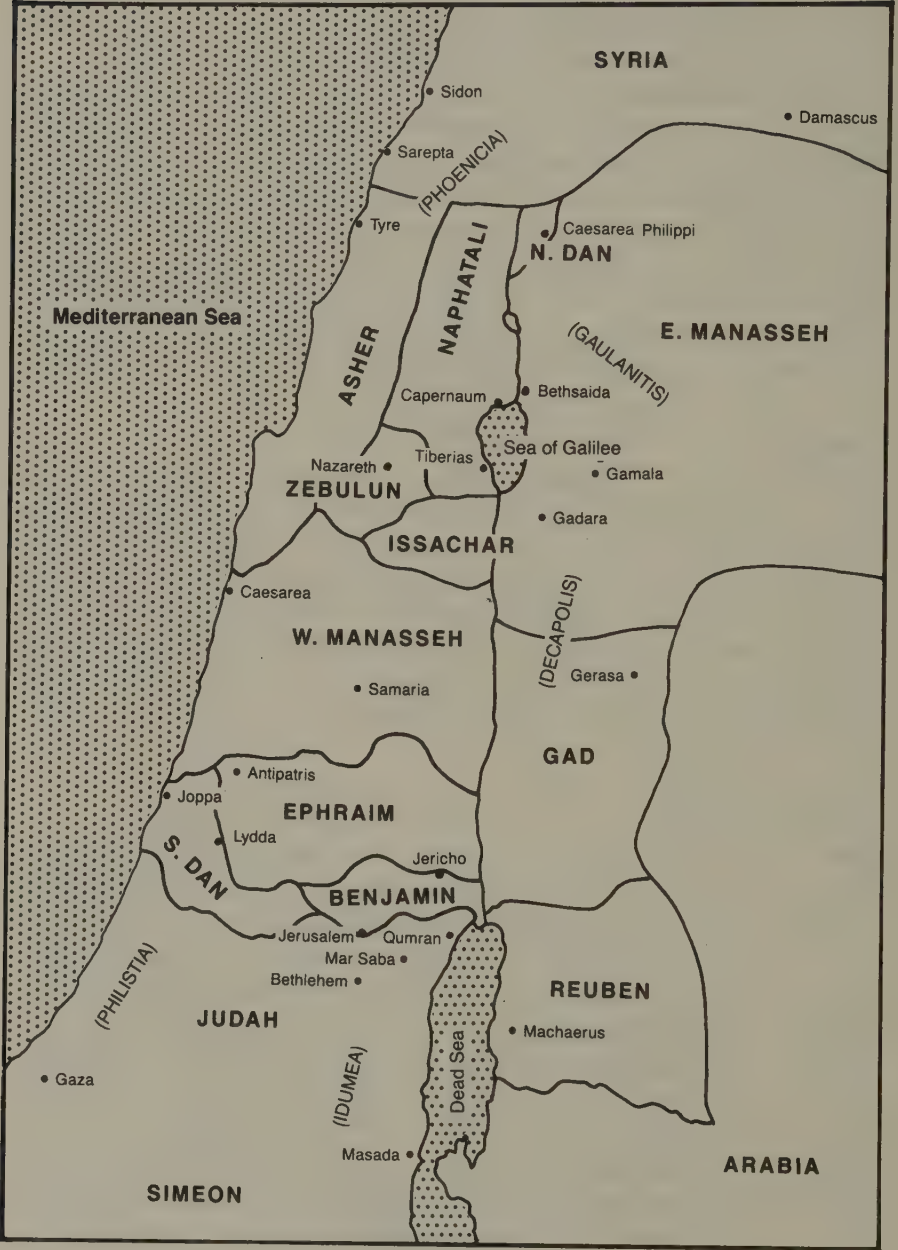 SYRIA
Sidon
Damascus
Sarepta
(PHOENICIA)
Tyre
Caesarea Philippi
N. DAN
NAPHATALI
Mediterranean Sea
ASHER
(GAULANITIS)
E. MANASSEH
Capernaum
Bethsaida
Sea of Galilee
Tiberias
Nazareth
Gamala
ZEBULUN
Gadara
ISSACHAR
Caesarea
(DECAPOLIS)
W. MANASSEH
Gerasa
Samaria
GAD
Antipatris
Joppa
EPHRAIM
Lydda
S. DAN
Jericho
BENJAMIN
Jerusalem
Qumran
Mar Saba
Bethlehem
(PHILISTIA)
REUBEN
JUDAH
Machaerus
Dead Sea
Gaza
(IDUMEA)
Masada
ARABIA
SIMEON